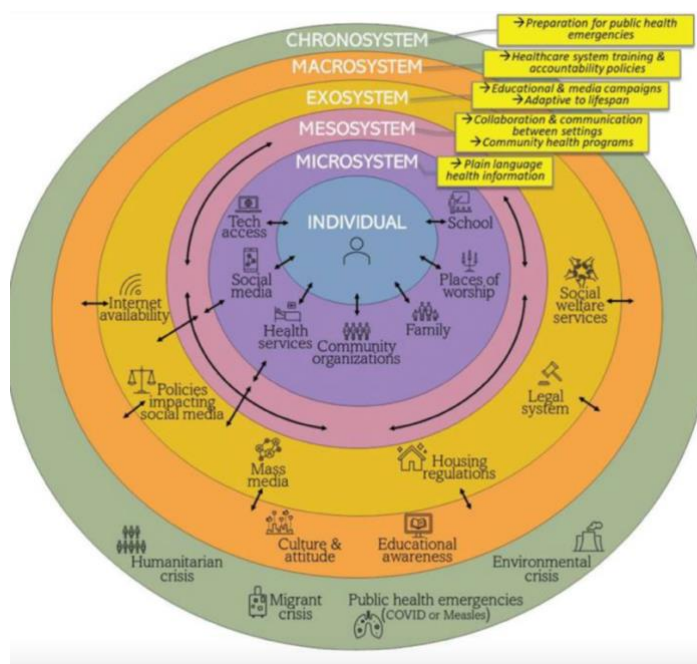 CHRONOSYSTEM
→Preparation for public health
emergencies
MACROSYSTEM
→Healthcare system training &
accountability policies
EXOSYSTEM
→Educational & media campaigns
→Adaptive to lifespan
MESOSYSTEM
→Collaboration & communication
between settings
→Community health programs
MICROSYSTEM
→ Plain language
health information
INDIVIDUAL
Tech
access
School
Social
media
Places of
worship
Health
services
Community
organizations
Family
Internet
availability
Social
welfare
services
Policies
impacting
social media
Legal
system
Mass
media
Housing
regulations
Culture &
attitude
Educational
awareness
Humanitarian
crisis
Environmental
crisis
Migrant
crisis
Public health emergencies
(COVID or Measles)